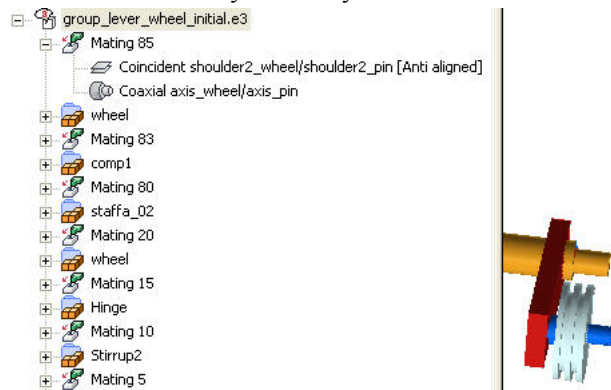 group_lever_wheel_initial.e3
Mating 85
Coincident shoulder2_wheel/shoulder2_pin [Anti aligned]
Coaxial axis_wheel/axis_pin
wheel
Mating 83
comp1
Mating 80
staffa_02
Mating 20
wheel
Mating 15
Hinge
Mating 10
Stirrup2
Mating 5